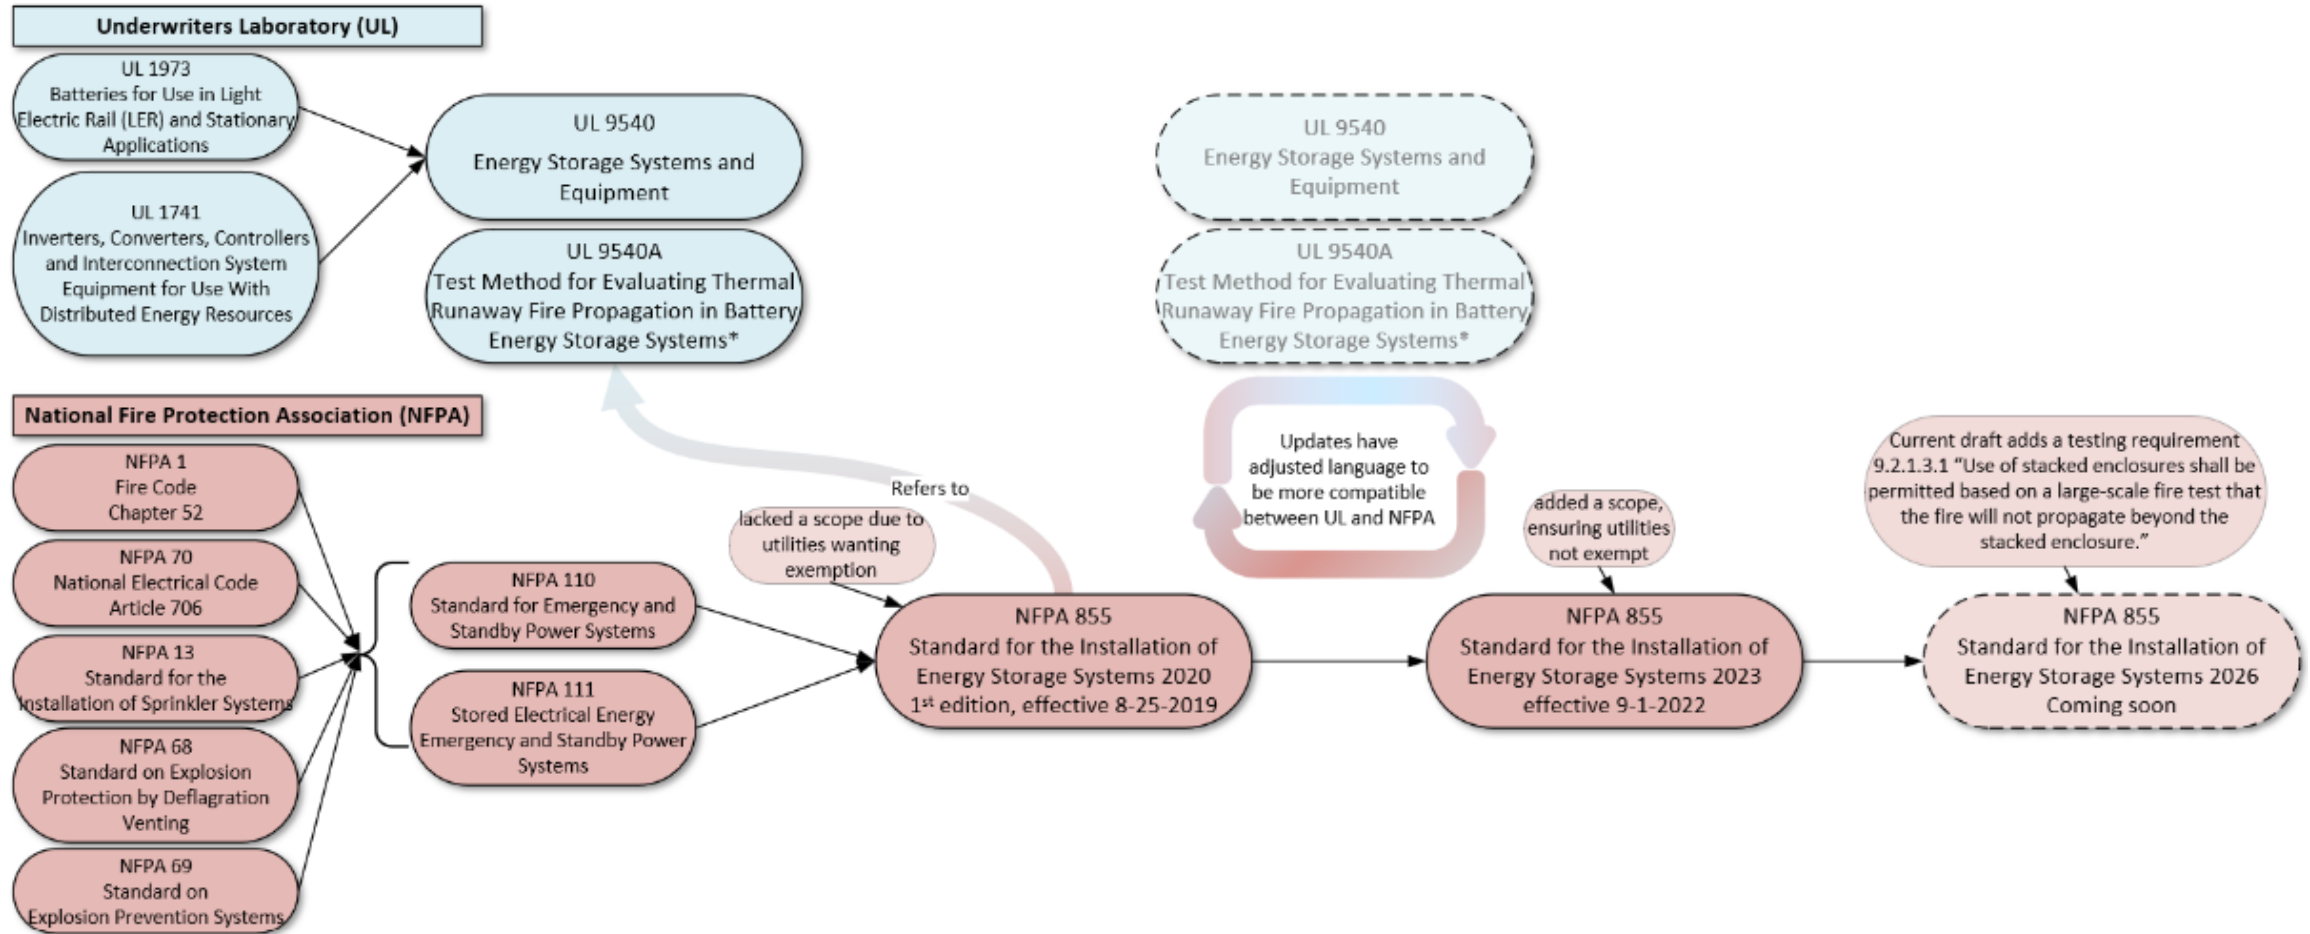 Underwriters Laboratory (UL)
UL 1973
Batteries for Use in Light
Electric Rail (LER) and Stationary
Applications
UL 1741
Inverters, Converters, Controllers
and Interconnection System
Equipment for Use With
Distributed Energy Resources
UL 9540
Energy Storage Systems and
Equipment
UL 9540A
Test Method for Evaluating Thermal
Runaway Fire Propagation in Battery
Energy Storage Systems*
UL 9540
Energy Storage Systems and
Equipment
UL 9540A
Test Method for Evaluating Thermal
Runaway Fire Propagation in Battery
Energy Storage Systems*
National Fire Protection Association (NFPA)
NFPA 1
Fire Code
Chapter 52
NFPA 70
National Electrical Code
Article 706
NFPA 13
Standard for the
Installation of Sprinkler Systems
NFPA 68
Standard on Explosion
Protection by Deflagration
Venting
NFPA 69
Standard on
Explosion Prevention Systems
NFPA 110
Standard for Emergency and
Standby Power Systems
NFPA 111
Stored Electrical Energy
Emergency and Standby Power
Systems
Refers to
lacked a scope due to
utilities wanting
exemption
NFPA 855
Standard for the Installation of
Energy Storage Systems 2020
1st edition, effective 8-25-2019
Updates have
adjusted language to
be more compatible
between UL and NFPA
added a scope,
ensuring utilities
not exempt
NFPA 855
Standard for the Installation of
Energy Storage Systems 2023
effective 9-1-2022
Current draft adds a testing requirement
9.2.1.3.1 “Use of stacked enclosures shall be
permitted based on a large-scale fire test that
the fire will not propagate beyond the
stacked enclosure.”
NFPA 855
Standard for the Installation of
Energy Storage Systems 2026
Coming soon